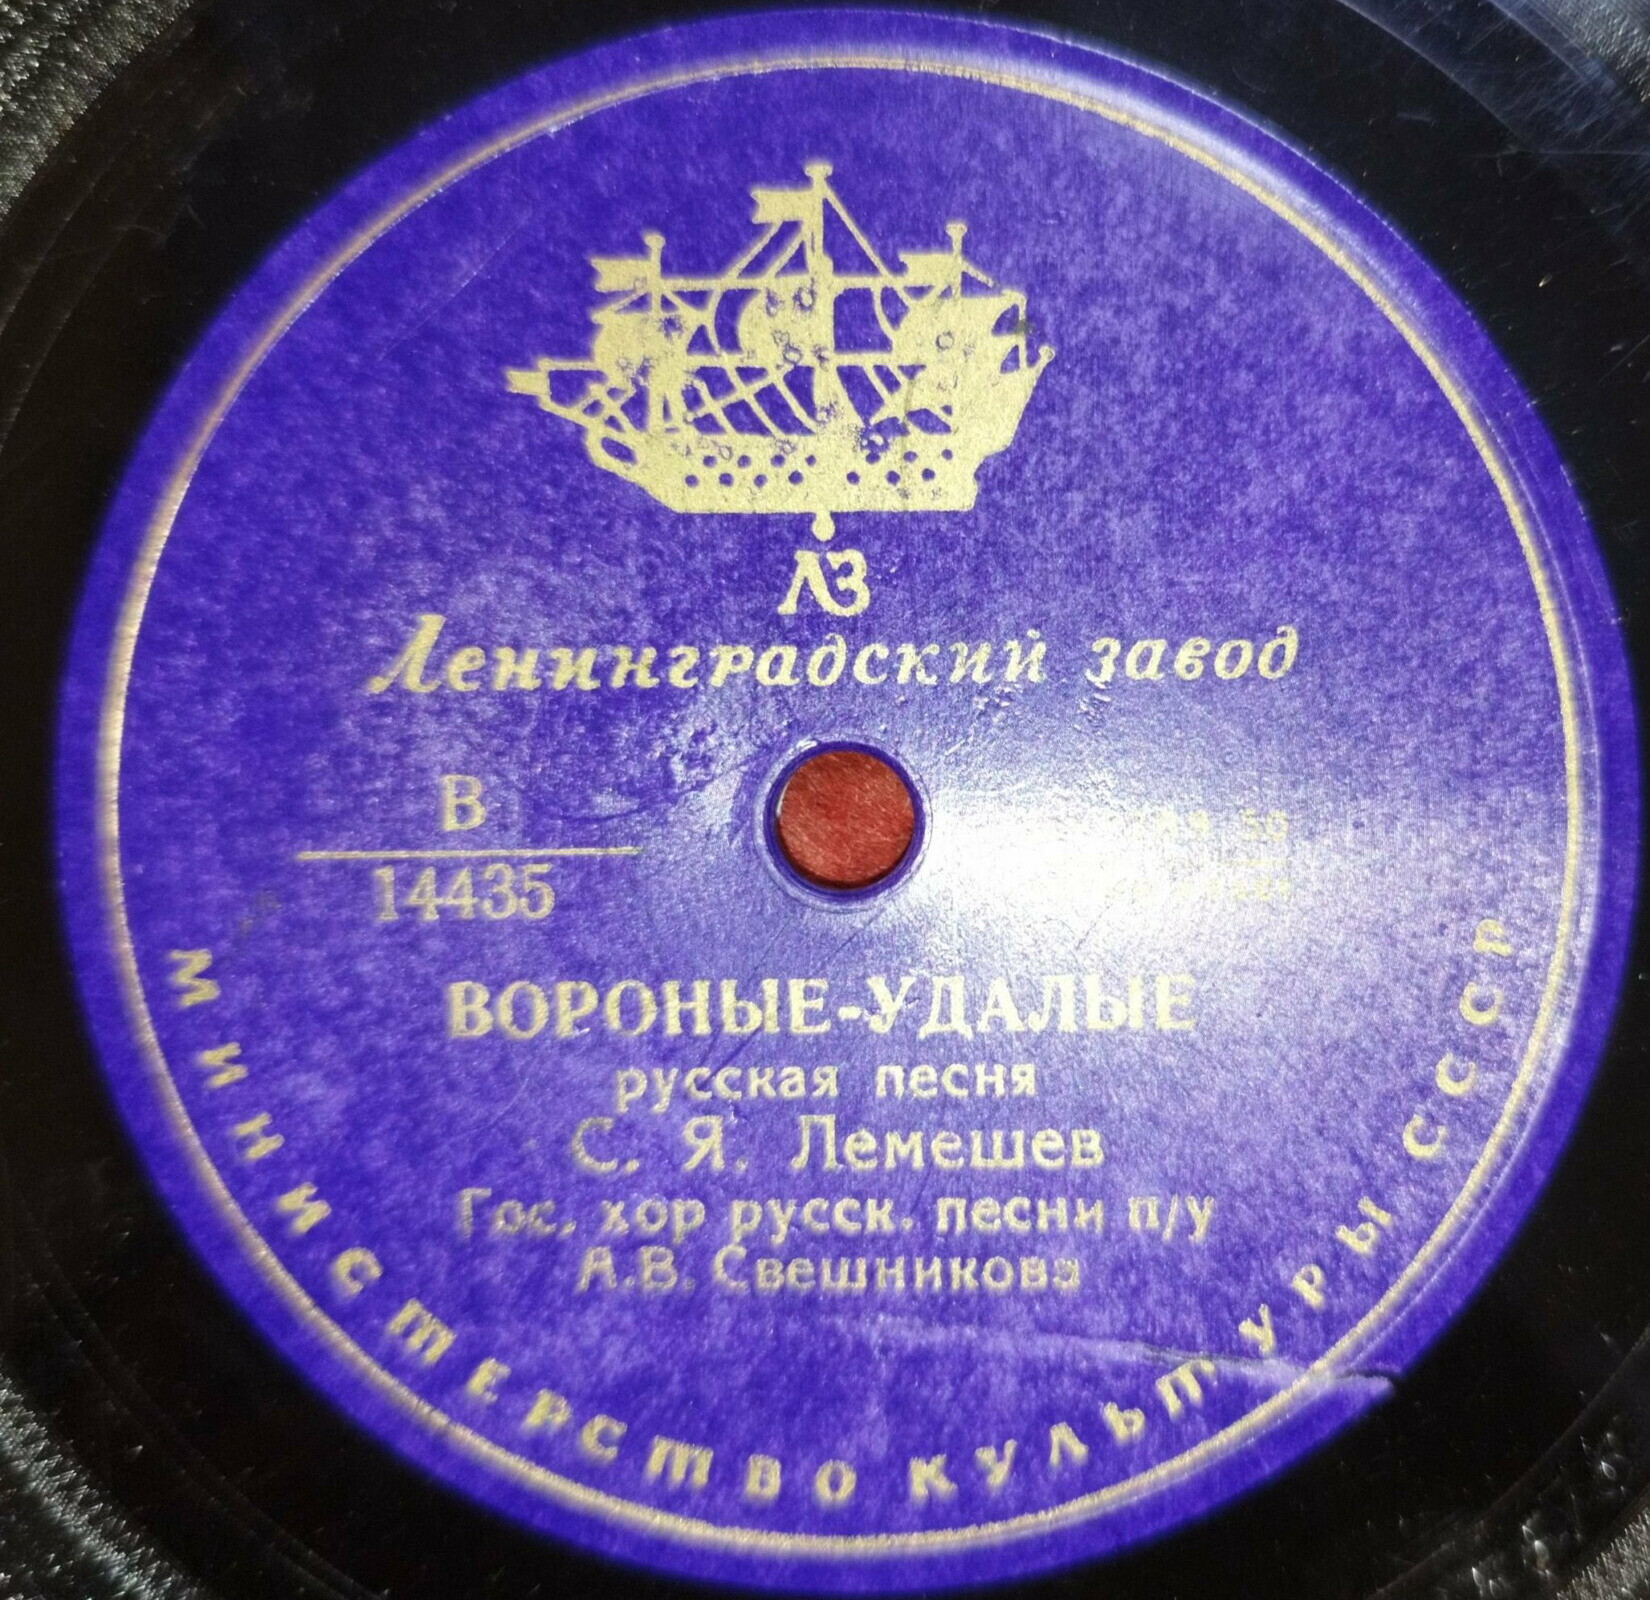 ЛЗ
Ленинградский завод
В
14435
ВОРОНЫЕ-УДАЛЫЕ
русская песня
С. Я. Лемешев
Гос. хор русск. песни п/у
А.В. Свешникова
МИНИСТЕРСТВО КУЛЬТУРЫ СССР